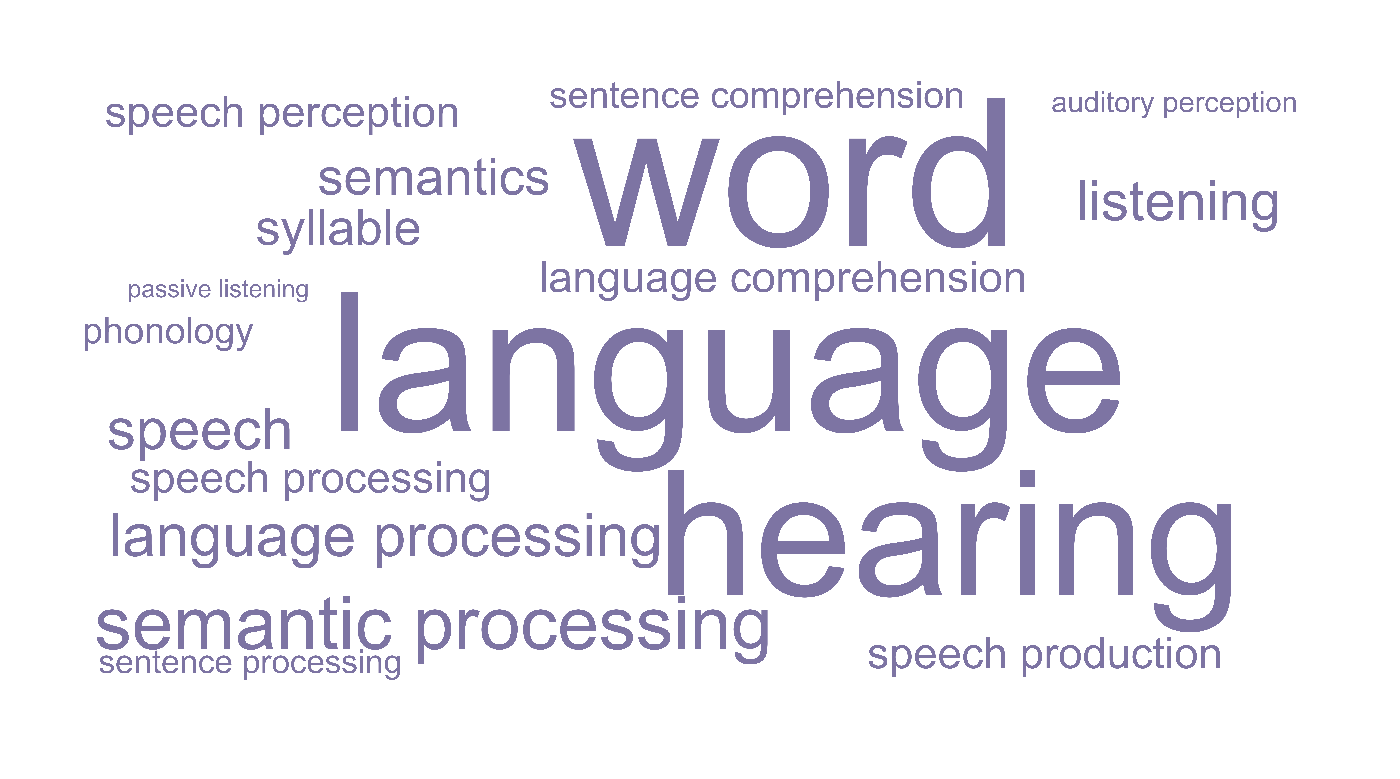 sentence comprehension
auditory perception
speech perception
word
semantics
listening
syllable
language comprehension
passive listening
phonology
language
speech
speech processing
hearing
language processing
semantic processing
speech production
sentence processing